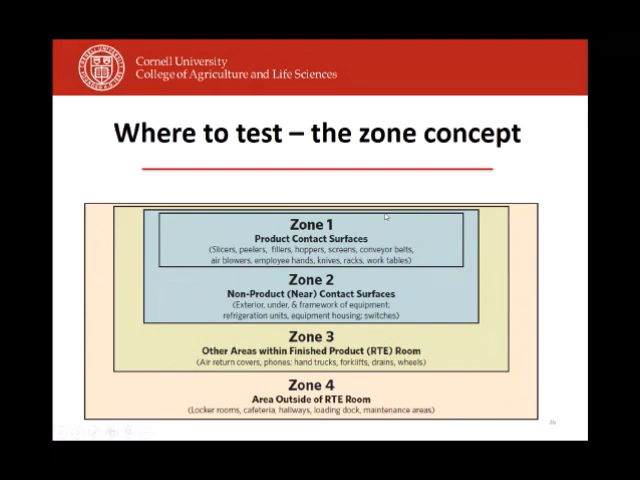 Cornell University
College of Agriculture and Life Sciences
Where to test – the zone concept
Zone 1
Product Contact Surfaces
(Slicers, peelers, fillers, hoppers, screens, conveyor belts,
air blowers, employee hands, knives, racks, work tables)
Zone 2
Non-Product (Near) Contact Surfaces
(Exterior, under, & framework of equipment;
refrigeration units, equipment housing; switches)
Zone 3
Other Areas within Finished Product (RTE) Room
(Air return covers, phones; hand trucks, forklifts, drains, wheels)
Zone 4
Area Outside of RTE Room
(Locker rooms, cafeteria, hallways, loading dock, maintenance areas)